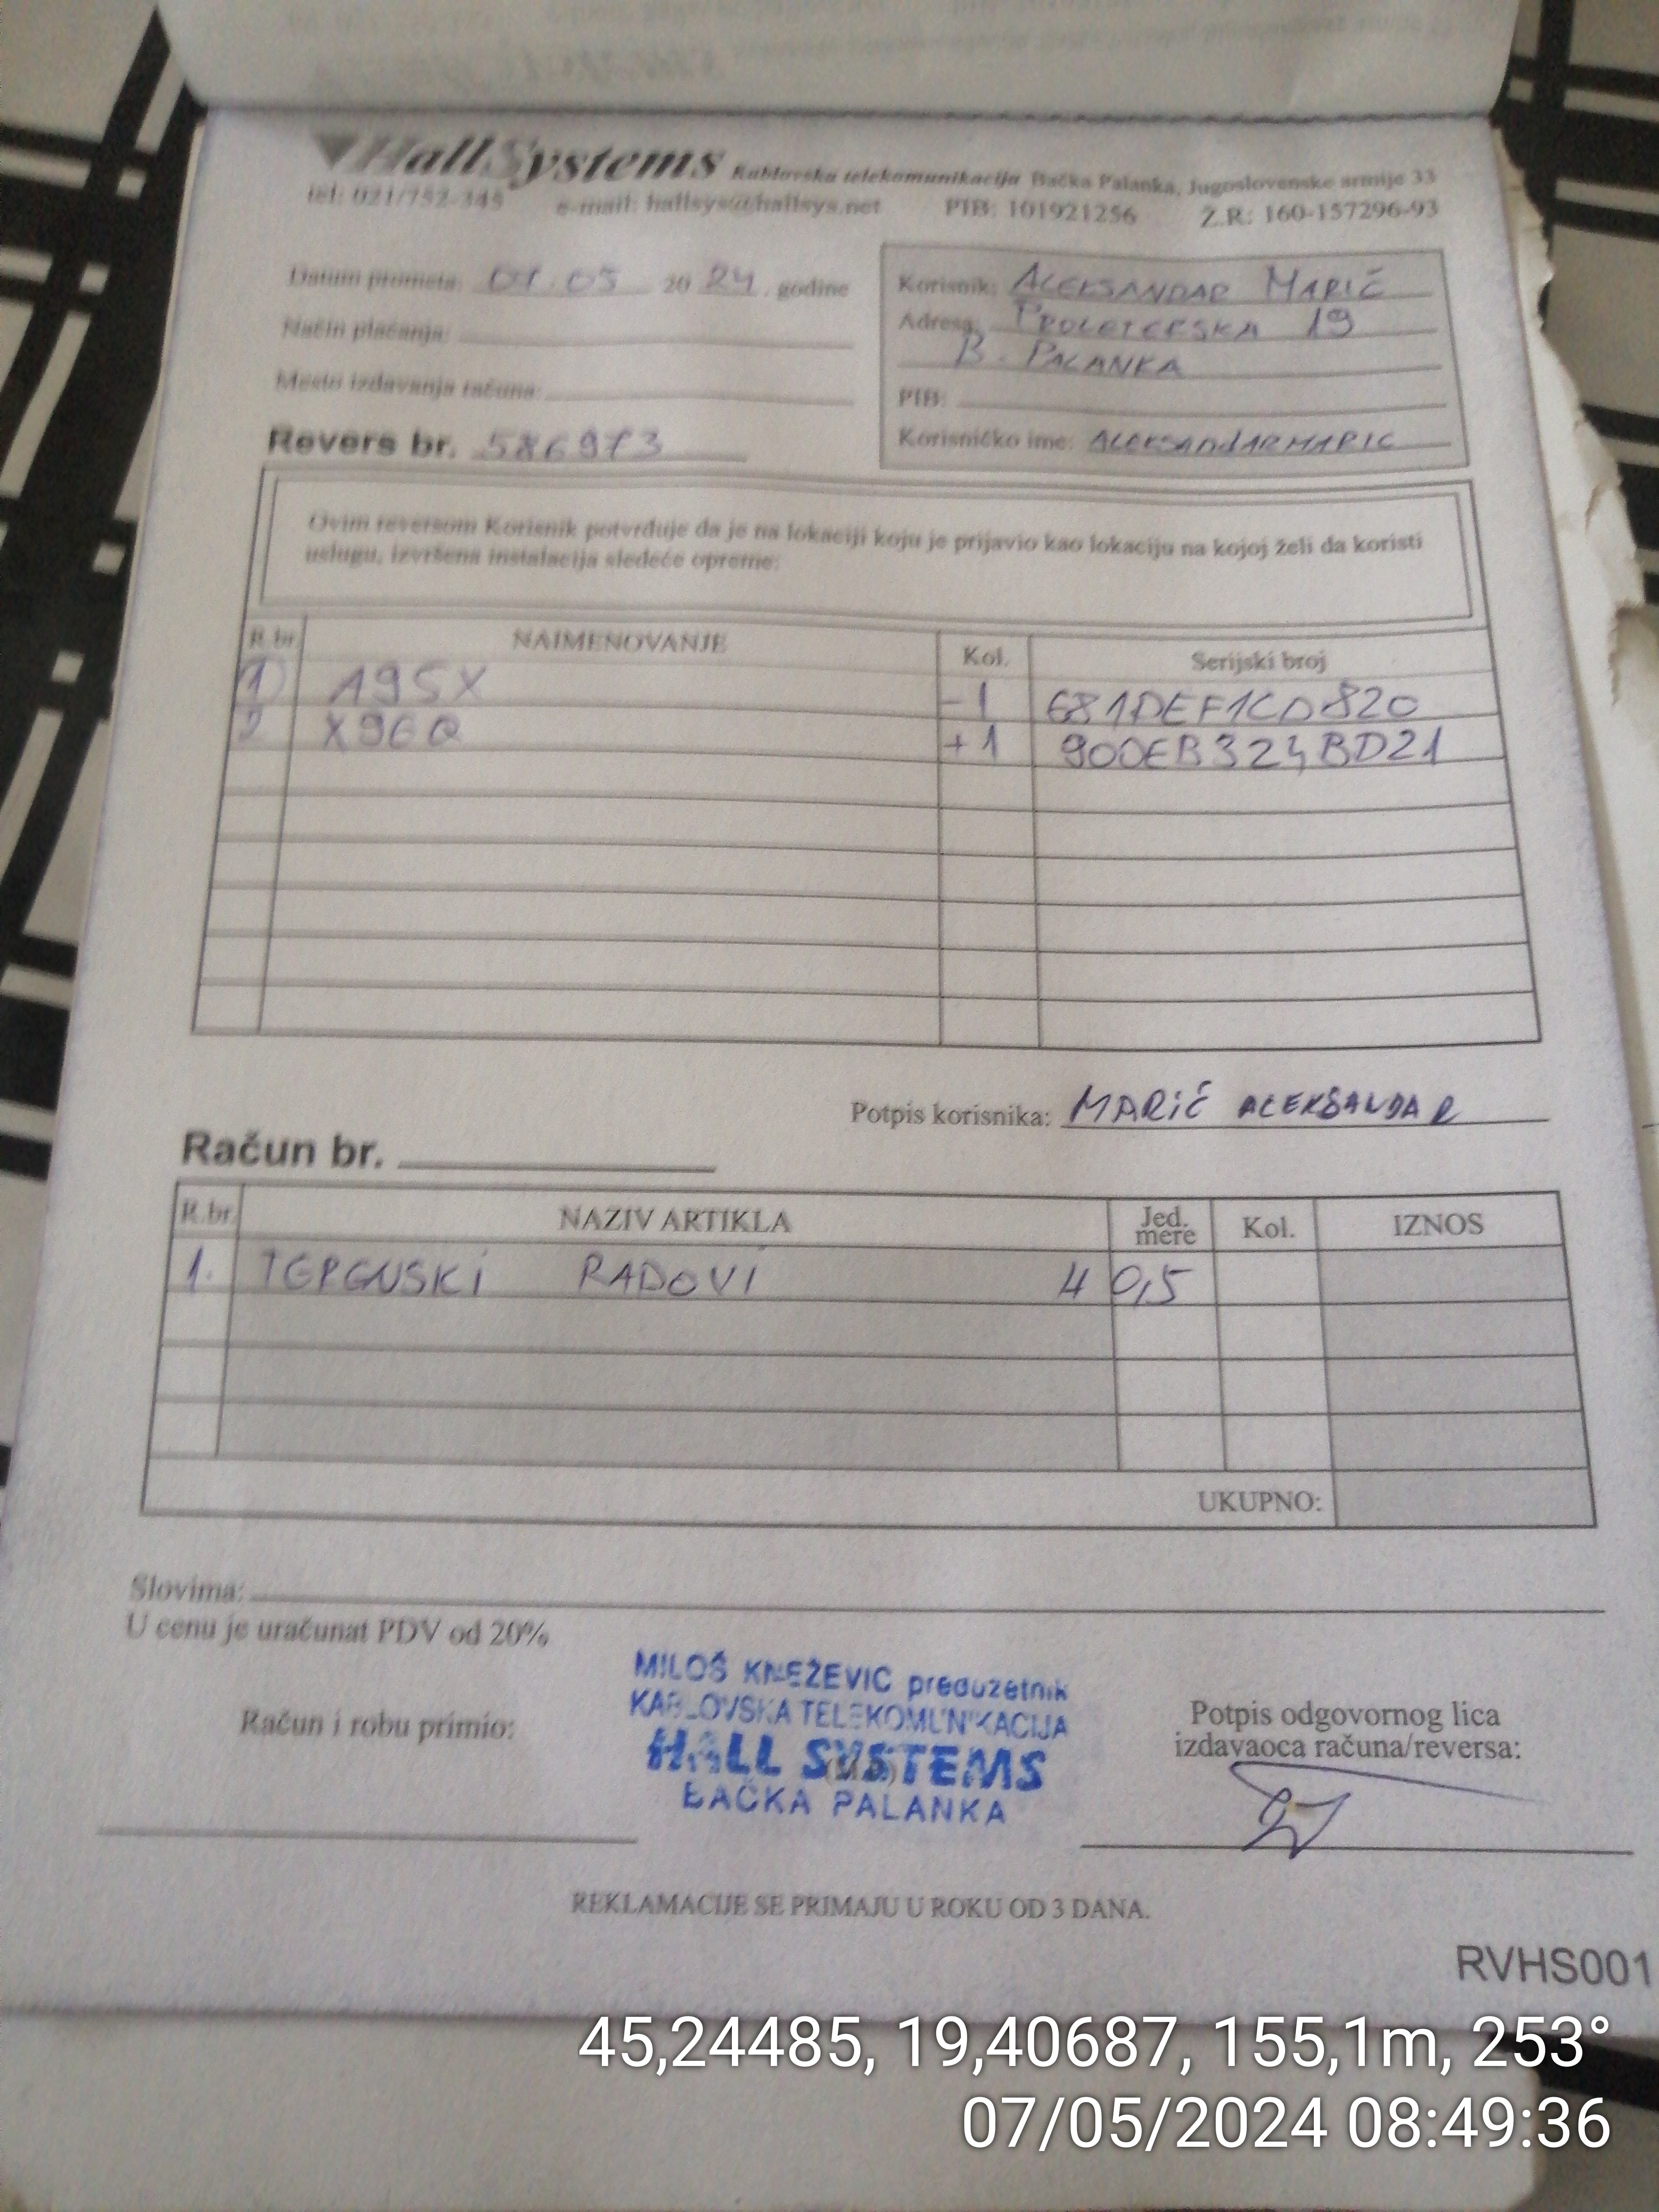 HallSystems Kablovska telekomunikacija Bačka Palanka, Jugoslovenske armije 33
tel: 021/752-345 e-mail: hallsys@hallsys.net PIB: 101921256 Ž.R: 160-157296-93
Datum prometa: 07.05 2024 godine
Način plaćanja:
Mesto izdavanja računa:
Revers br. 586973
Korisnik: ALEKSANDAR MARIĆ
Adresa: PROLETERSKA 19
B. PALANKA
PIB:
Korisničko ime: ALEKSANDARMARIC
Ovim reversom Korisnik potvrđuje da je na lokaciji koju je prijavio kao lokaciju na kojoj želi da koristi
uslugu, izvršena instalacija sledeće opreme:
R.br. NAIMENOVANJE Kol. Serijski broj
1 A95X -1 681DEF1CD820
2 X96Q +1 90DEB324BD21
Potpis korisnika: MARIĆ ALEKSANDAR
Račun br.
R.br. NAZIV ARTIKLA Jed. mere Kol. IZNOS
1. TERENSKI RADOVI 4 0,5
UKUPNO:
Slovima:
U cenu je uračunat PDV od 20%
MILOŠ KNEŽEVIĆ preduzetnik
KABLOVSKA TELEKOMUNIKACIJA
HALL SYSTEMS
BAČKA PALANKA
Račun i robu primio:
Potpis odgovornog lica
izdavaoca računa/reversa:
REKLAMACIJE SE PRIMAJU U ROKU OD 3 DANA.
RVHS001
45,24485, 19,40687, 155,1m, 253°
07/05/2024 08:49:36